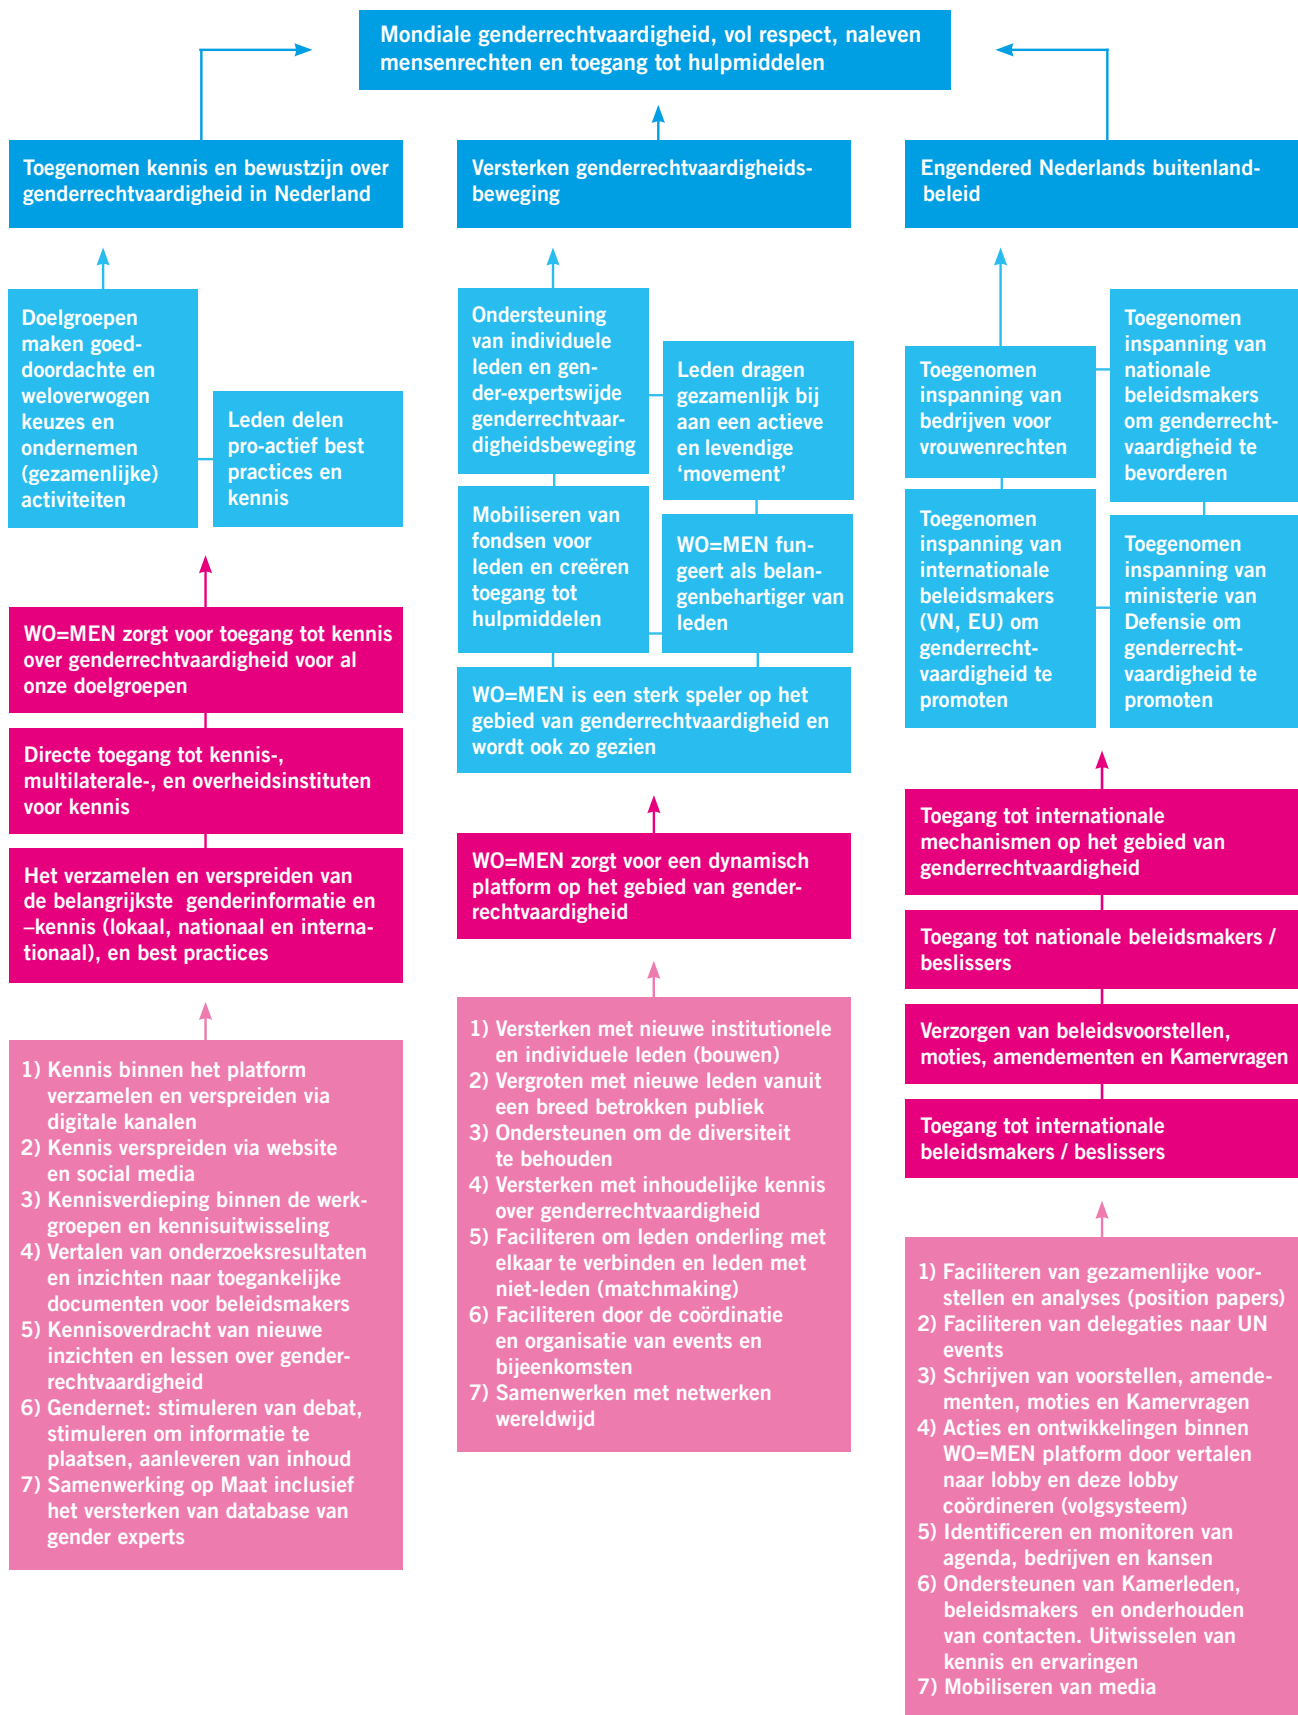 Mondiale genderrechtvaardigheid, vol respect, naleven
mensenrechten en toegang tot hulpmiddelen
Toegenomen kennis en bewustzijn over
genderrechtvaardigheid in Nederland
Doelgroepen
maken goed-
doordachte en
weloverwogen
keuzes en
ondernemen
(gezamenlijke)
activiteiten
Leden delen
pro-actief best
practices en
kennis
WO=MEN zorgt voor toegang tot kennis
over genderrechtvaardigheid voor al
onze doelgroepen
Directe toegang tot kennis-,
multilaterale-, en overheidsinstituten
voor kennis
Het verzamelen en verspreiden van
de belangrijkste genderinformatie en
–kennis (lokaal, nationaal en interna-
tionaal), en best practices
1) Kennis binnen het platform
verzamelen en verspreiden via
digitale kanalen
2) Kennis verspreiden via website
en social media
3) Kennisverdieping binnen de werk-
groepen en kennisuitwisseling
4) Vertalen van onderzoeksresultaten
en inzichten naar toegankelijke
documenten voor beleidsmakers
5) Kennisoverdracht van nieuwe
inzichten en lessen over gender-
rechtvaardigheid
6) Gendernet: stimuleren van debat,
stimuleren om informatie te
plaatsen, aanleveren van inhoud
7) Samenwerking op Maat inclusief
het versterken van database van
gender experts
Versterken genderrechtvaardigheids-
beweging
Ondersteuning
van individuele
leden en gen-
der-expertswijde
genderrechtvaar-
digheidsbeweging
Leden dragen
gezamenlijk bij
aan een actieve
en levendige
‘movement’
Mobiliseren van
fondsen voor
leden en creëren
toegang tot
hulpmiddelen
WO=MEN fun-
geert als belan-
genbehartiger van
leden
WO=MEN is een sterk speler op het
gebied van genderrechtvaardigheid en
wordt ook zo gezien
WO=MEN zorgt voor een dynamisch
platform op het gebied van gender-
rechtvaardigheid
1) Versterken met nieuwe institutionele
en individuele leden (bouwen)
2) Vergroten met nieuwe leden vanuit
een breed betrokken publiek
3) Ondersteunen om de diversiteit
te behouden
4) Versterken met inhoudelijke kennis
over genderrechtvaardigheid
5) Faciliteren om leden onderling met
elkaar te verbinden en leden met
niet-leden (matchmaking)
6) Faciliteren door de coördinatie
en organisatie van events en
bijeenkomsten
7) Samenwerken met netwerken
wereldwijd
Engendered Nederlands buitenland-
beleid
Toegenomen
inspanning van
bedrijven voor
vrouwenrechten
Toegenomen
inspanning van
nationale
beleidsmakers
om genderrecht-
vaardigheid te
bevorderen
Toegenomen
inspanning van
internationale
beleidsmakers
(VN, EU) om
genderrecht-
vaardigheid te
promoten
Toegenomen
inspanning van
ministerie van
Defensie om
genderrecht-
vaardigheid te
promoten
Toegang tot internationale
mechanismen op het gebied van
genderrechtvaardigheid
Toegang tot nationale beleidsmakers /
beslissers
Verzorgen van beleidsvoorstellen,
moties, amendementen en Kamervragen
Toegang tot internationale
beleidsmakers / beslissers
1) Faciliteren van gezamenlijke voor-
stellen en analyses (position papers)
2) Faciliteren van delegaties naar UN
events
3) Schrijven van voorstellen, amende-
menten, moties en Kamervragen
4) Acties en ontwikkelingen binnen
WO=MEN platform door vertalen
naar lobby en deze lobby
coördineren (volgsysteem)
5) Identificeren en monitoren van
agenda, bedrijven en kansen
6) Ondersteunen van Kamerleden,
beleidsmakers en onderhouden
van contacten. Uitwisselen van
kennis en ervaringen
7) Mobiliseren van media